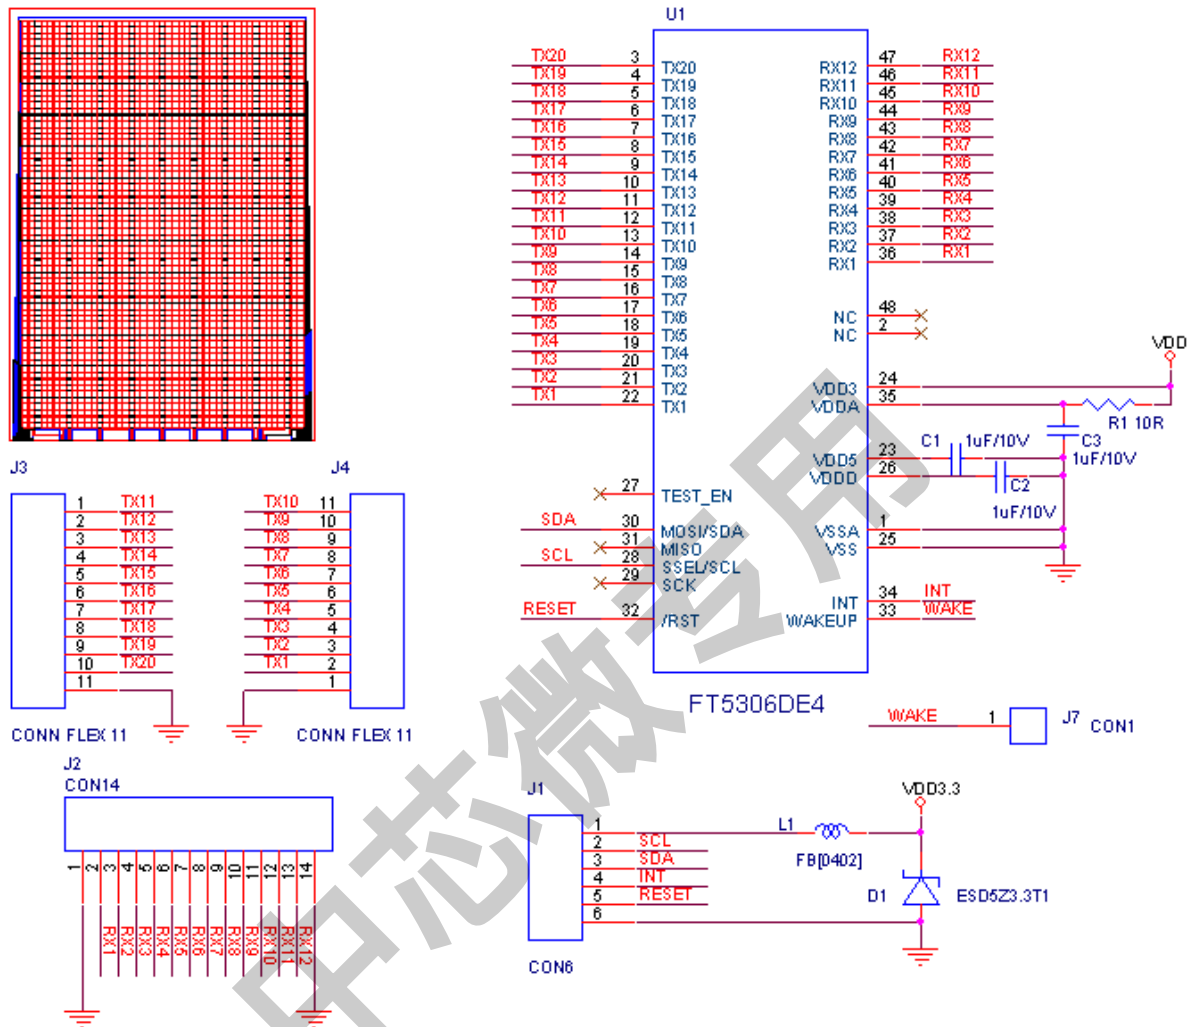 U1
TX20 3 TX20 RX12 47 RX12
TX19 4 TX19 RX11 46 RX11
TX18 5 TX18 RX10 45 RX10
TX17 6 TX17 RX9 44 RX9
TX16 7 TX16 RX8 43 RX8
TX15 8 TX15 RX7 42 RX7
TX14 9 TX14 RX6 41 RX6
TX13 10 TX13 RX5 40 RX5
TX12 11 TX12 RX4 39 RX4
TX11 12 TX11 RX3 38 RX3
TX10 13 TX10 RX2 37 RX2
TX9 14 TX9 RX1 36 RX1
TX8 15 TX8
TX7 16 TX7
TX6 17 TX6 NC 48
TX5 18 TX5 NC 2
TX4 19 TX4
TX3 20 TX3 VDD
TX2 21 TX2 VDD3 24
TX1 22 TX1 VDDA 35
R1 10R
C1 1uF/10V C3
1uF/10V
VDD5 23
VDDD 26
C2
1uF/10V
27 TEST_EN
SDA 30 MOSI/SDA VSSA 1
31 MISO VSS 25
SCL 28 SSEL/SCL
29 SCK
INT 34 INT
RESET 32 /RST WAKEUP 33 WAKE
FT5306DE4
J3 J4
1 TX11 TX10 11
2 TX12 TX9 10
3 TX13 TX8 9
4 TX14 TX7 8
5 TX15 TX6 7
6 TX16 TX5 6
7 TX17 TX4 5
8 TX18 TX3 4
9 TX19 TX2 3
10 TX20 TX1 2
11 1
CONN FLEX 11 CONN FLEX 11
WAKE 1 J7 CON1
J2
CON14
1 2 3 4 5 6 7 8 9 10 11 12 13 14
RX1 RX2 RX3 RX4 RX5 RX6 RX7 RX8 RX9 RX10 RX11 RX12
J1
VDD3.3
1 L1
2 SCL
FB[0402]
3 SDA
4 INT
5 RESET
6
D1 ESD5Z3.3T1
CON6
中芯微专用